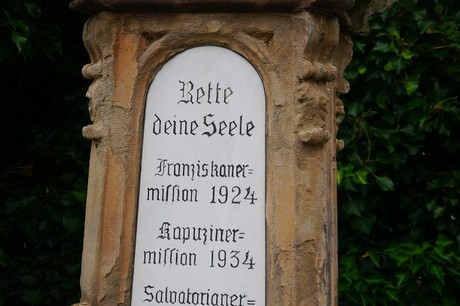 Rette
deine Seele
Franziskaner=
mission 1924
Kapuziner=
mission 1934
Salvatorianer=